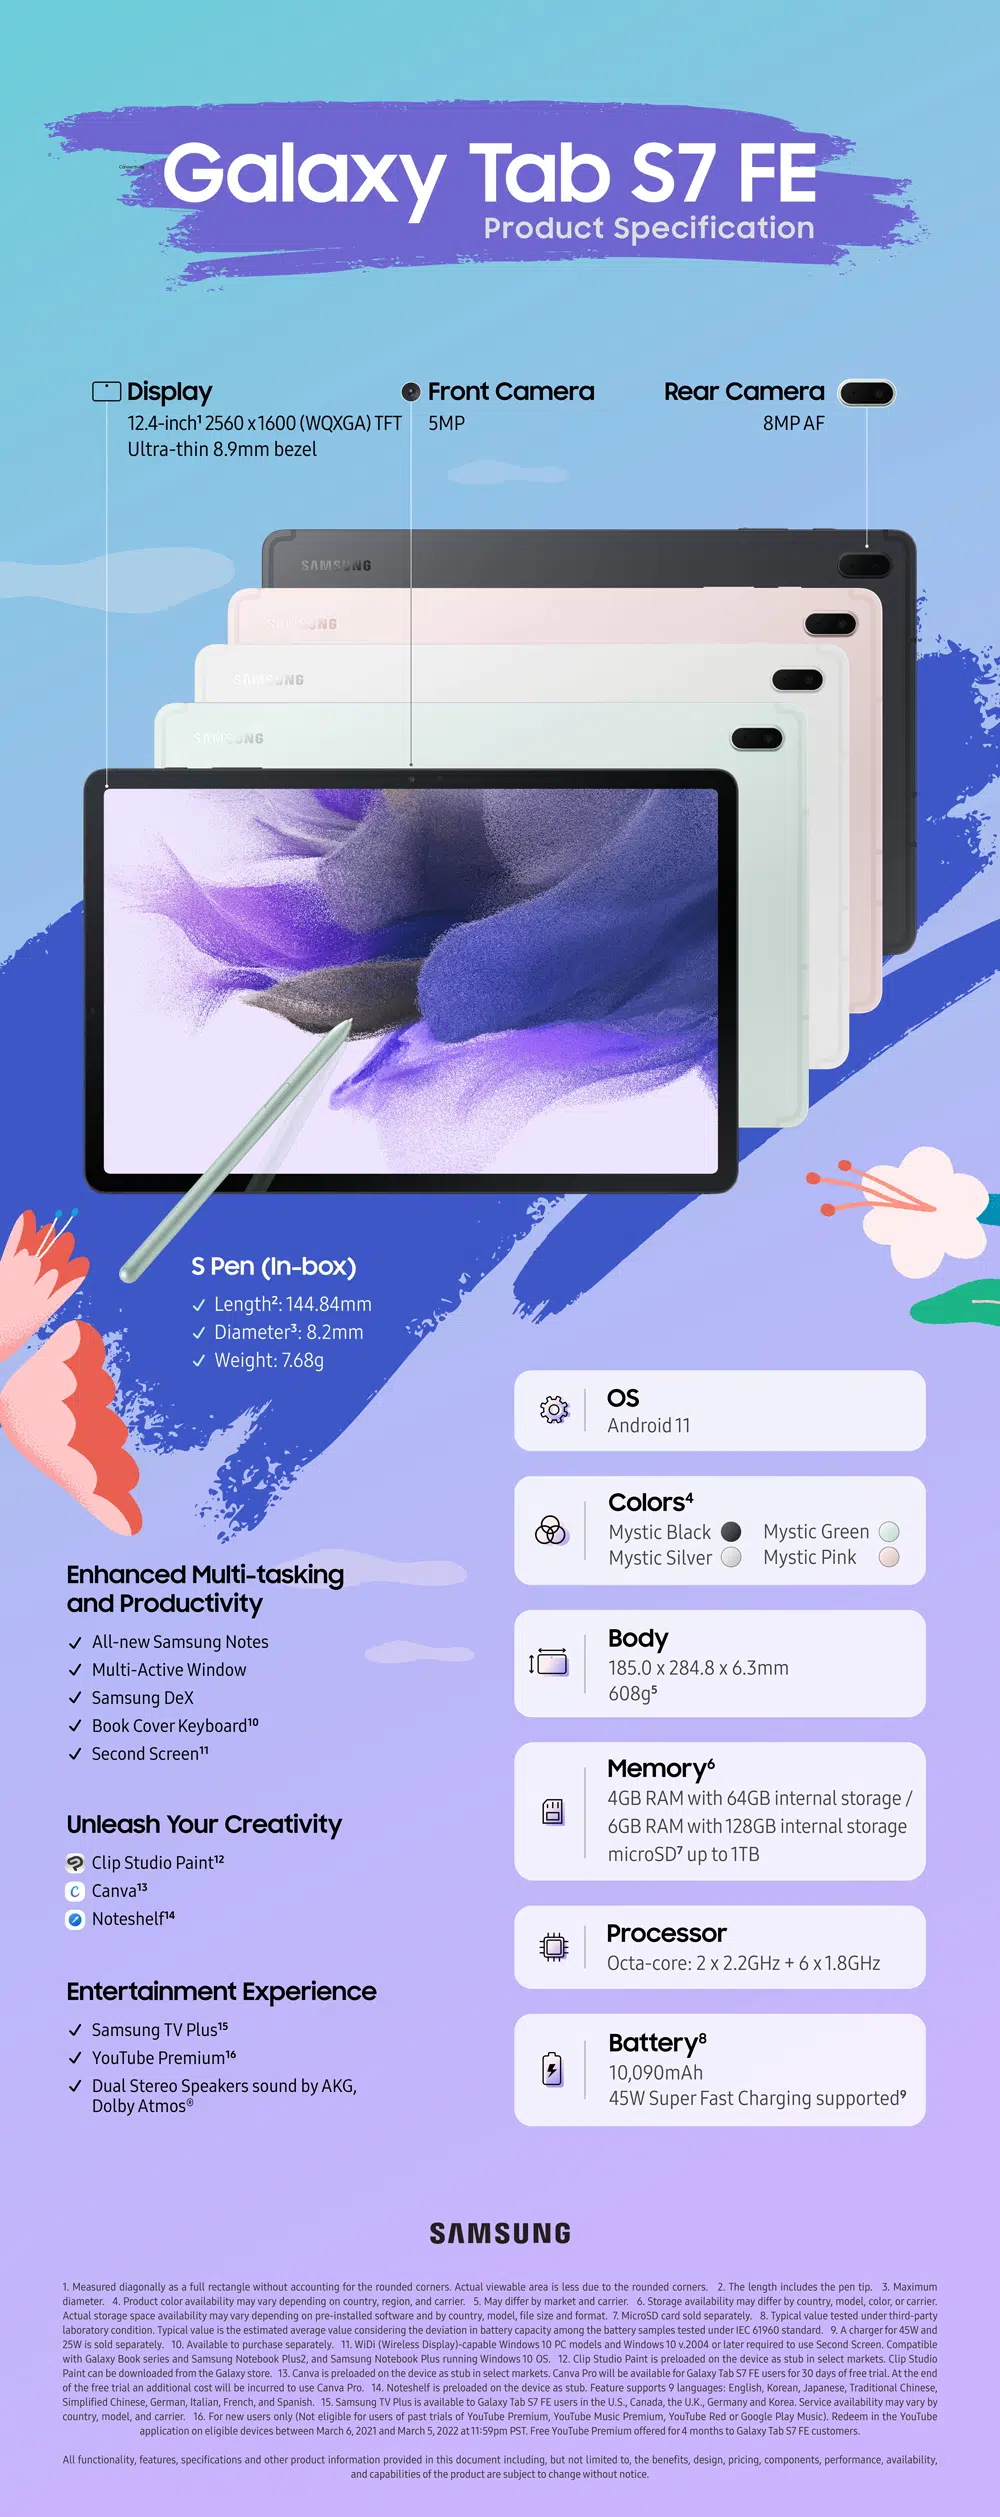 Galaxy Tab S7 FE
Product Specification
Display
12.4-inch¹ 2560 x 1600 (WQXGA) TFT
Ultra-thin 8.9mm bezel
Front Camera
5MP
Rear Camera
8MP AF
SAMSUNG
SAMSUNG
SAMSUNG
SAMSUNG
S Pen (In-box)
✓ Length²: 144.84mm
✓ Diameter³: 8.2mm
✓ Weight: 7.68g
OS
Android 11
Colors⁴
Mystic Black Mystic Green
Mystic Silver Mystic Pink
Body
185.0 x 284.8 x 6.3mm
608g⁵
Memory⁶
4GB RAM with 64GB internal storage /
6GB RAM with 128GB internal storage
microSD⁷ up to 1TB
Processor
Octa-core: 2 x 2.2GHz + 6 x 1.8GHz
Battery⁸
10,090mAh
45W Super Fast Charging supported⁹
Enhanced Multi-tasking
and Productivity
✓ All-new Samsung Notes
✓ Multi-Active Window
✓ Samsung DeX
✓ Book Cover Keyboard¹⁰
✓ Second Screen¹¹
Unleash Your Creativity
Clip Studio Paint¹²
Canva¹³
Noteshelf¹⁴
Entertainment Experience
✓ Samsung TV Plus¹⁵
✓ YouTube Premium¹⁶
✓ Dual Stereo Speakers sound by AKG,
Dolby Atmos®
SAMSUNG
1. Measured diagonally as a full rectangle without accounting for the rounded corners. Actual viewable area is less due to the rounded corners. 2. The length includes the pen tip. 3. Maximum
diameter. 4. Product color availability may vary depending on country, region, and carrier. 5. May differ by market and carrier. 6. Storage availability may differ by country, model, color, or carrier.
Actual storage space availability may vary depending on pre-installed software and by country, model, file size and format. 7. MicroSD card sold separately. 8. Typical value tested under third-party
laboratory condition. Typical value is the estimated average value considering the deviation in battery capacity among the battery samples tested under IEC 61960 standard. 9. A charger for 45W and
25W is sold separately. 10. Available to purchase separately. 11. WiDi (Wireless Display)-capable Windows 10 PC models and Windows 10 v.2004 or later required to use Second Screen. Compatible
with Galaxy Book series and Samsung Notebook Plus2, and Samsung Notebook Plus running Windows 10 OS. 12. Clip Studio Paint is preloaded on the device as stub in select markets. Clip Studio
Paint can be downloaded from the Galaxy store. 13. Canva is preloaded on the device as stub in select markets. Canva Pro will be available for Galaxy Tab S7 FE users for 30 days of free trial. At the end
of the free trial an additional cost will be incurred to use Canva Pro. 14. Noteshelf is preloaded on the device as stub. Feature supports 9 languages: English, Korean, Japanese, Traditional Chinese,
Simplified Chinese, German, Italian, French, and Spanish. 15. Samsung TV Plus is available to Galaxy Tab S7 FE users in the U.S., Canada, the U.K., Germany and Korea. Service availability may vary by
country, model, and carrier. 16. For new users only (Not eligible for users of past trials of YouTube Premium, YouTube Music Premium, YouTube Red or Google Play Music). Redeem in the YouTube
application on eligible devices between March 6, 2021 and March 5, 2022 at 11:59pm PST. Free YouTube Premium offered for 4 months to Galaxy Tab S7 FE customers.
All functionality, features, specifications and other product information provided in this document including, but not limited to, the benefits, design, pricing, components, performance, availability,
and capabilities of the product are subject to change without notice.